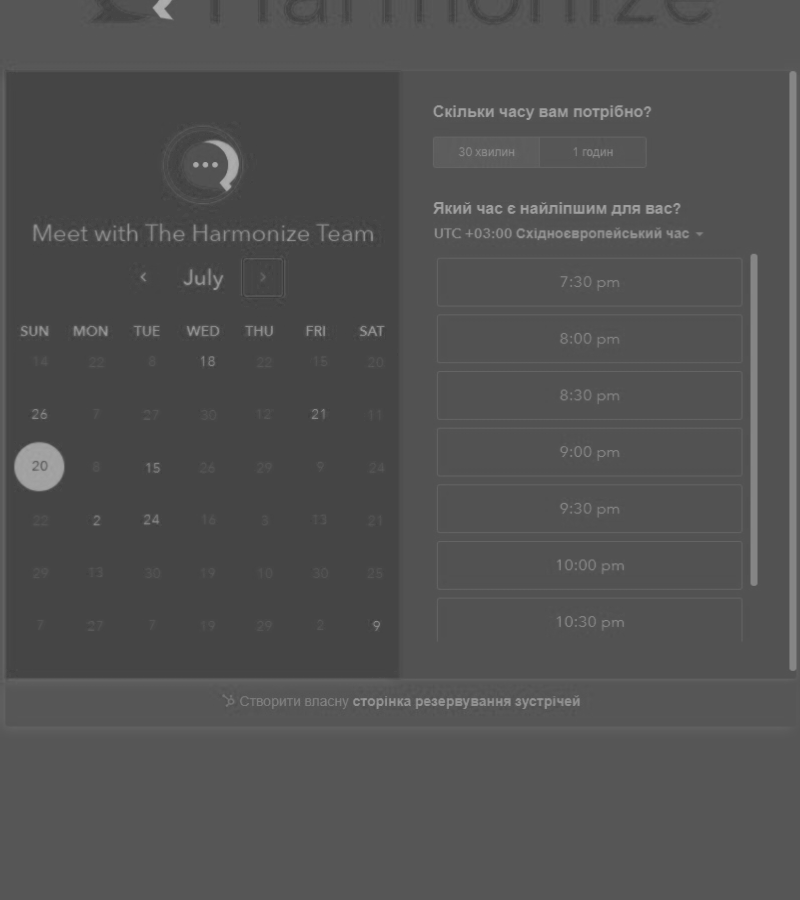 Harmonize
Meet with The Harmonize Team
July
SUN MON TUE WED THU FRI SAT
14 22 8 18 22 15 20
26 7 27 30 12 21 11
20 8 15 26 29 9 24
22 2 24 16 3 13 21
29 13 30 19 10 30 25
7 27 7 19 29 2 9
Скільки часу вам потрібно?
30 хвилин 1 годин
Який час є найліпшим для вас?
UTC +03:00 Східноєвропейський час
7:30 pm
8:00 pm
8:30 pm
9:00 pm
9:30 pm
10:00 pm
10:30 pm
Створити власну сторінка резервування зустрічей